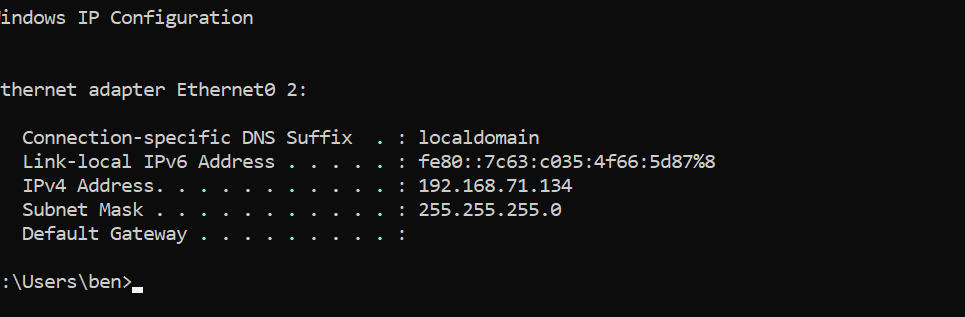 indows IP Configuration
thernet adapter Ethernet0 2:
Connection-specific DNS Suffix . : localdomain
Link-local IPv6 Address . . . . . : fe80::7c63:c035:4f66:5d87%8
IPv4 Address. . . . . . . . . . . : 192.168.71.134
Subnet Mask . . . . . . . . . . . : 255.255.255.0
Default Gateway . . . . . . . . . :
:\Users\ben>